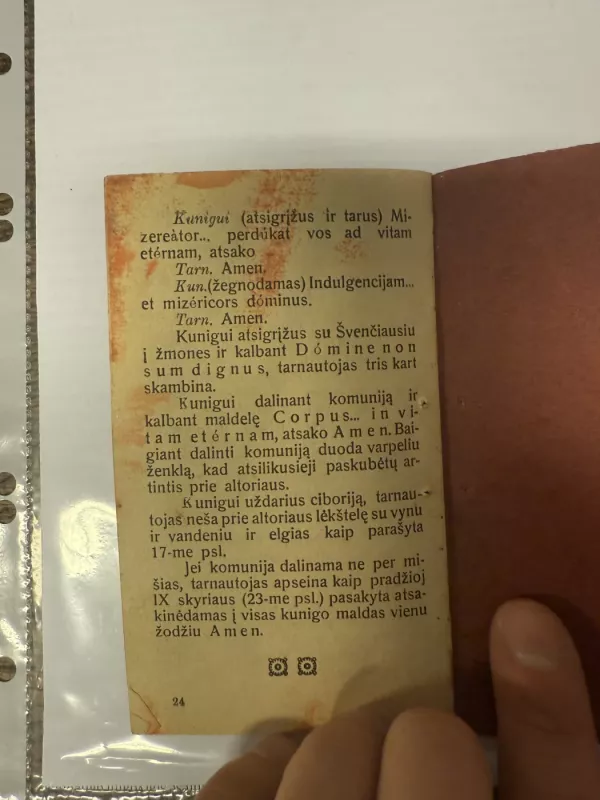 Kunigui (atsigrįžus ir tarus) Mi-
zereàtor... perdúkat vos ad vitam
etérnam, atsako
Tarn. Amen.
Kun.(žegnodamas) Indulgencijam...
et mizéricors dóminus.
Tarn. Amen.
Kunigui atsigrįžus su Švenčiausiu
į žmones ir kalbant Dómine non
sum dignus, tarnautojas tris kart
skambina.
Kunigui dalinant komuniją ir
kalbant maldelę Corpus... in vi-
tam etérnam, atsako Amen. Bai-
giant dalinti komuniją duoda varpeliu
ženklą, kad atsilikusieji paskubėtų ar-
tintis prie altoriaus.
Kunigui uždarius ciboriją, tarnau-
tojas neša prie altoriaus lėkštelę su vynu
ir vandeniu ir elgias kaip parašyta
17-me psl.
Jei komunija dalinama ne per mi-
šias, tarnautojas apseina kaip pradžioj
IX skyriaus (23-me psl.) pasakyta atsa-
kinėdamas į visas kunigo maldas vienu
žodžiu Amen.
24